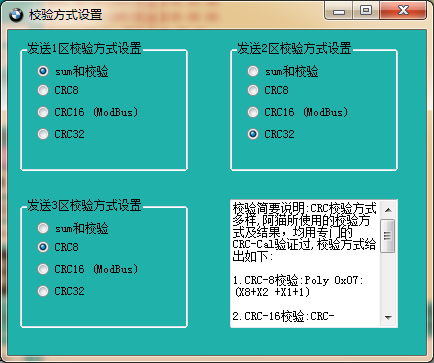 校验方式设置
发送1区校验方式设置
sum和校验
CRC8
CRC16 (ModBus)
CRC32
发送2区校验方式设置
sum和校验
CRC8
CRC16 (ModBus)
CRC32
发送3区校验方式设置
sum和校验
CRC8
CRC16 (ModBus)
CRC32
校验简要说明:CRC校验方式
多样,阿猫所使用的校验方
式及结果，均用专门的
CRC-Cal验证过,校验方式给
出如下:
1.CRC-8校验:Poly 0x07:
(X8+X2 +X1+1)
2.CRC-16校验:CRC-